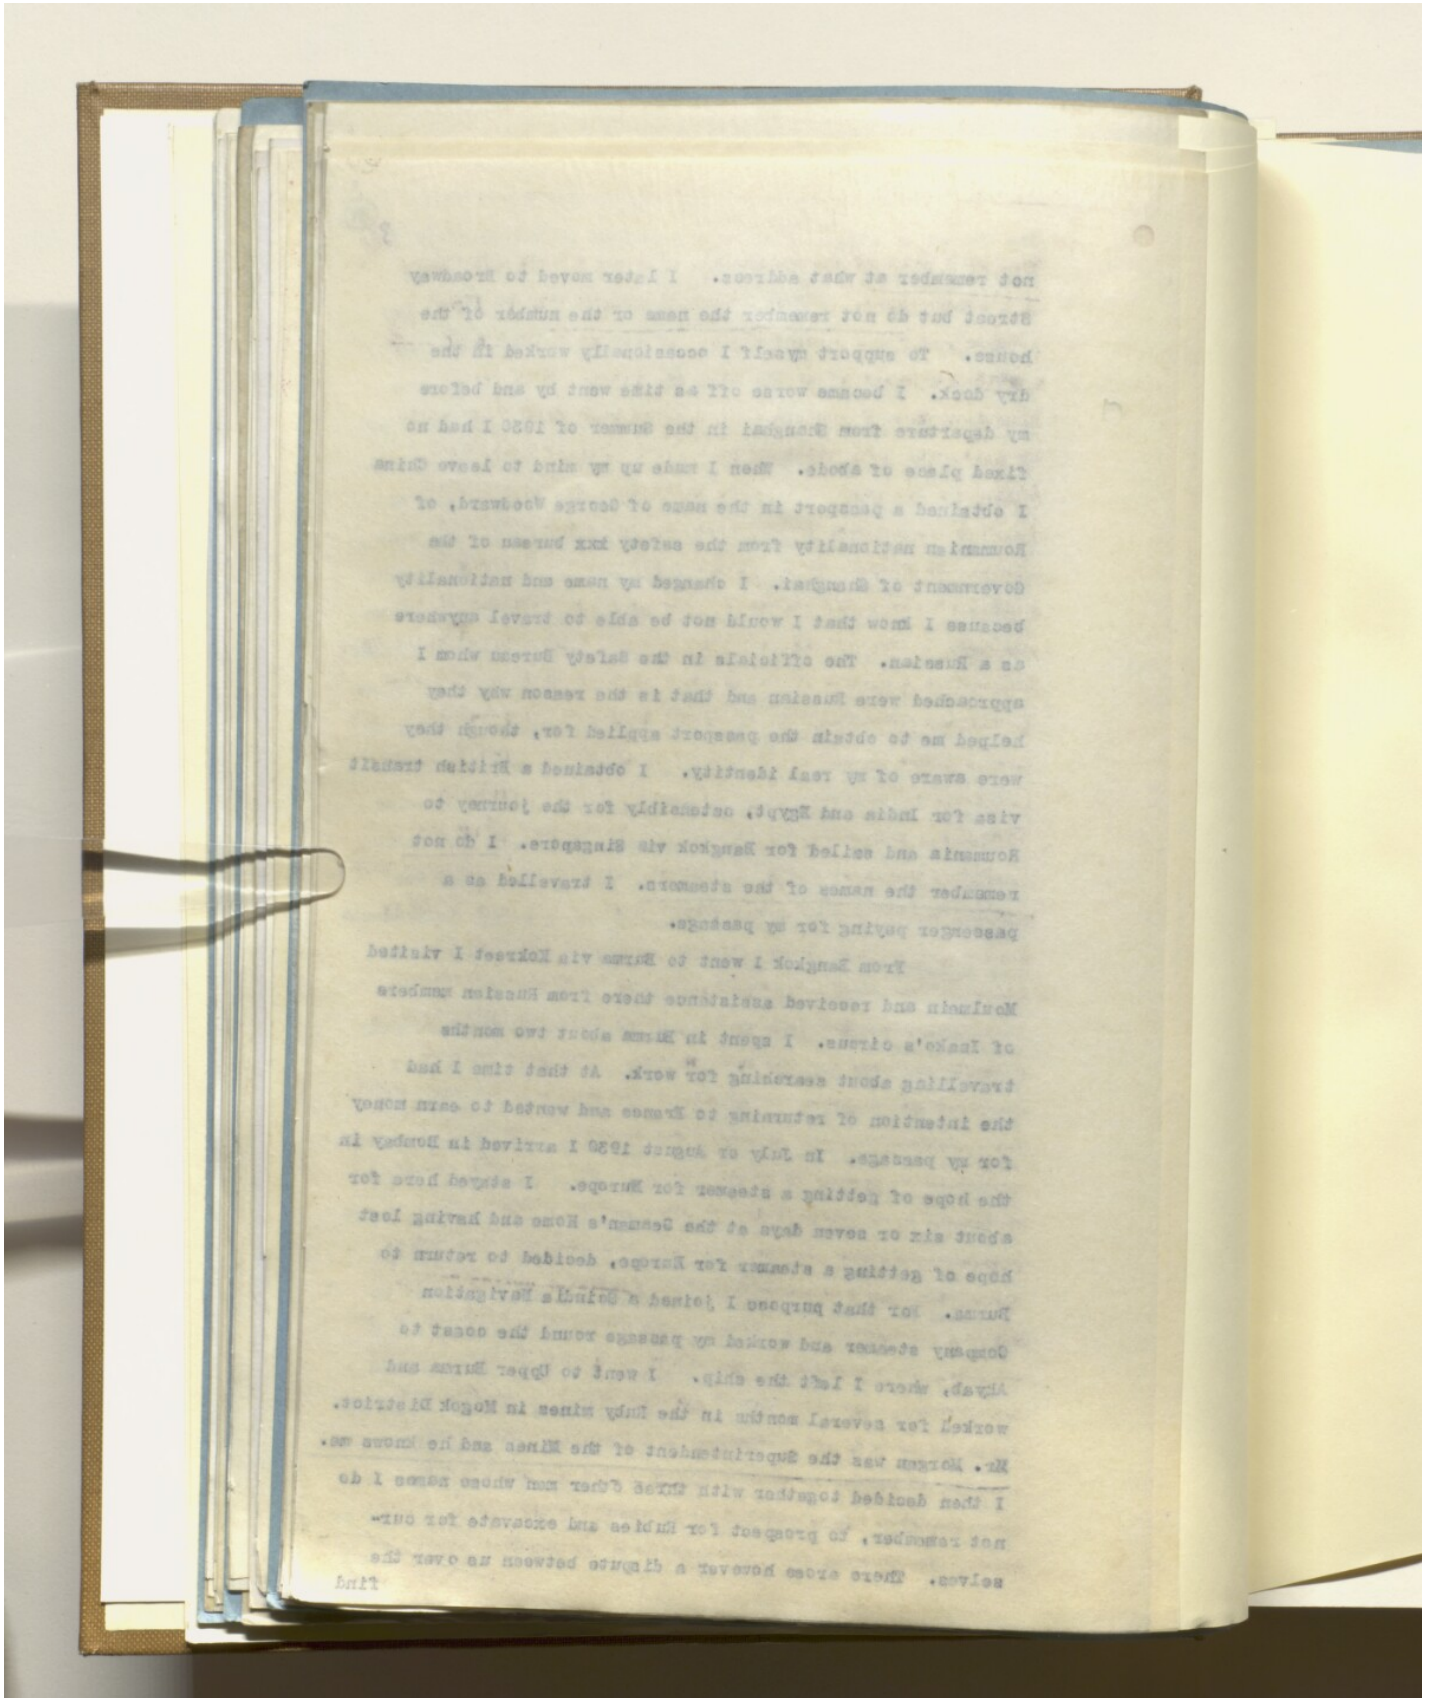 3
not remember at what address. I later moved to Broadway
Street but do not remember the name or the number of the
house. To support myself I occasionally worked in the
dry dock. I became worse off as time went by and before
my departure from Shanghai in the Summer of 1930 I had no
fixed place of abode. When I made up my mind to leave China
I obtained a passport in the name of George Woodward, of
Roumanian nationality from the safety xxx bureau of the
Government of Shanghai. I changed my name and nationality
because I knew that I would not be able to travel anywhere
as a Russian. The officials in the Safety Bureau whom I
approached were Russian and that is the reason why they
helped me to obtain the passport applied for, though they
were aware of my real identity. I obtained a British transit
visa for India and Egypt, ostensibly for the journey to
Roumania and sailed for Bangkok via Singapore. I do not
remember the names of the steamers. I travelled as a
passenger paying for my passage.
From Bangkok I went to Burma via Kokraet I visited
Moulmein and received assistance there from Russian members
of Isako's circus. I spent in Burma about two months
travelling about searching for work. At that time I had
the intention of returning to France and wanted to earn money
for my passage. In July or August 1930 I arrived in Bombay in
the hope of getting a steamer for Europe. I stayed here for
about six or seven days at the Seaman's Home and having lost
hope of getting a steamer for Europe, decided to return to
Burma. For that purpose I joined a Scindia Navigation
Company steamer and worked my passage round the coast to
Akyab, where I left the ship. I went to Upper Burma and
worked for several months in the Ruby mines in Mogok District.
Mr. Morgan was the Superintendent of the Mines and he knows me.
I then decided together with three other men whose names I do
not remember, to prospect for Rubies and excavate for our-
selves. There arose however a dispute between us over the
find